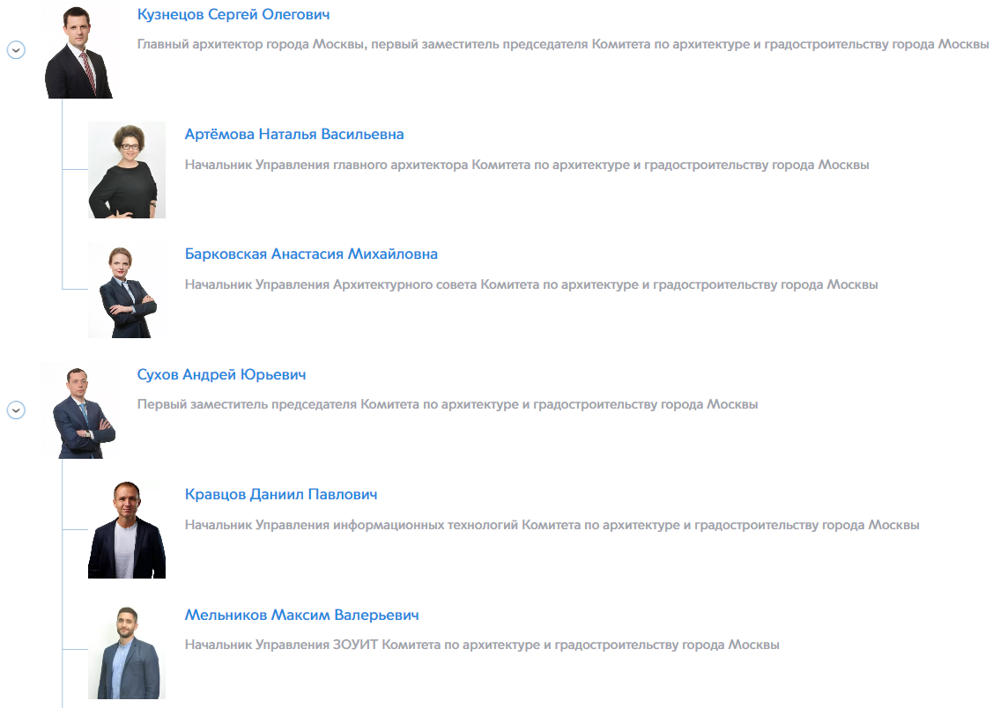 Кузнецов Сергей Олегович
Главный архитектор города Москвы, первый заместитель председателя Комитета по архитектуре и градостроительству города Москвы
Артёмова Наталья Васильевна
Начальник Управления главного архитектора Комитета по архитектуре и градостроительству города Москвы
Барковская Анастасия Михайловна
Начальник Управления Архитектурного совета Комитета по архитектуре и градостроительству города Москвы
Сухов Андрей Юрьевич
Первый заместитель председателя Комитета по архитектуре и градостроительству города Москвы
Кравцов Даниил Павлович
Начальник Управления информационных технологий Комитета по архитектуре и градостроительству города Москвы
Мельников Максим Валерьевич
Начальник Управления ЗОУИТ Комитета по архитектуре и градостроительству города Москвы